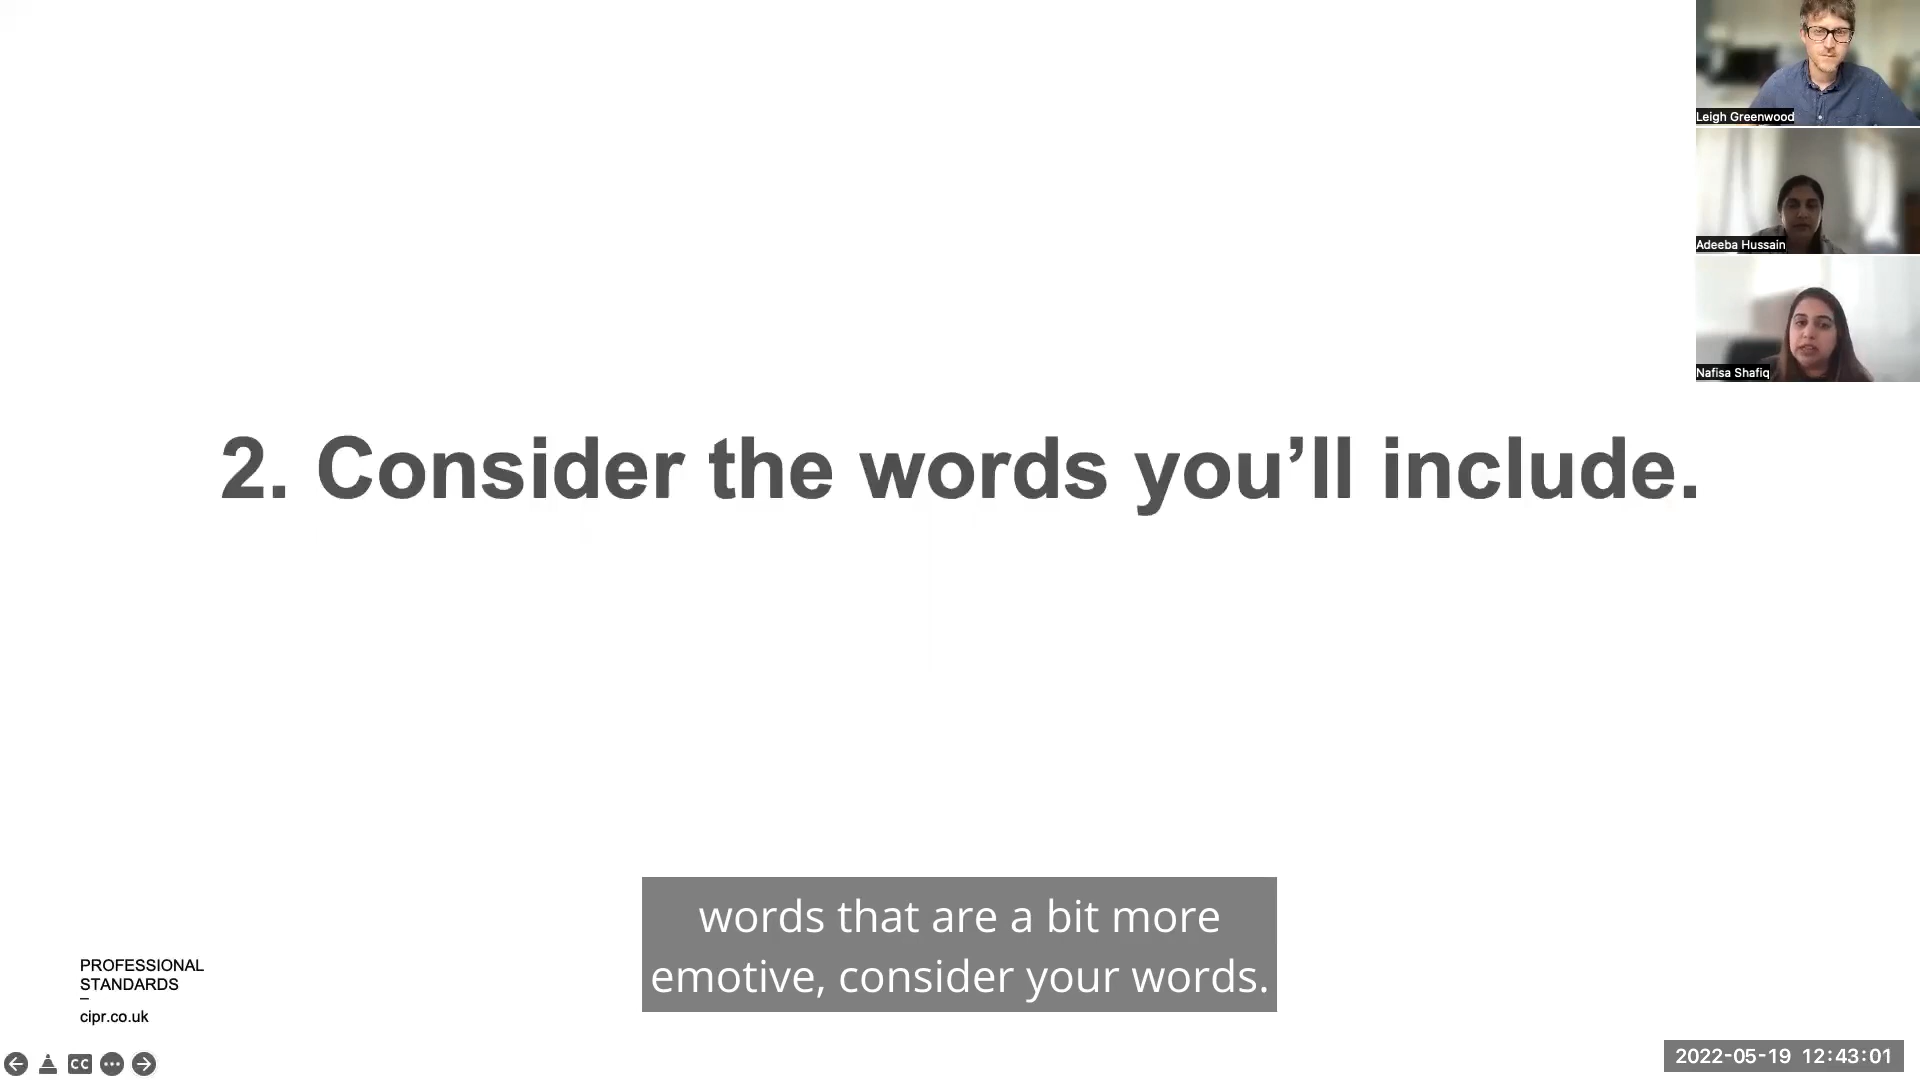 Leigh Greenwood
Adeeba Hussain
Nafisa Shafiq
2. Consider the words you’ll include.
words that are a bit more
emotive, consider your words.
PROFESSIONAL
STANDARDS
–
cipr.co.uk
CC
2022-05-19 12:43:01